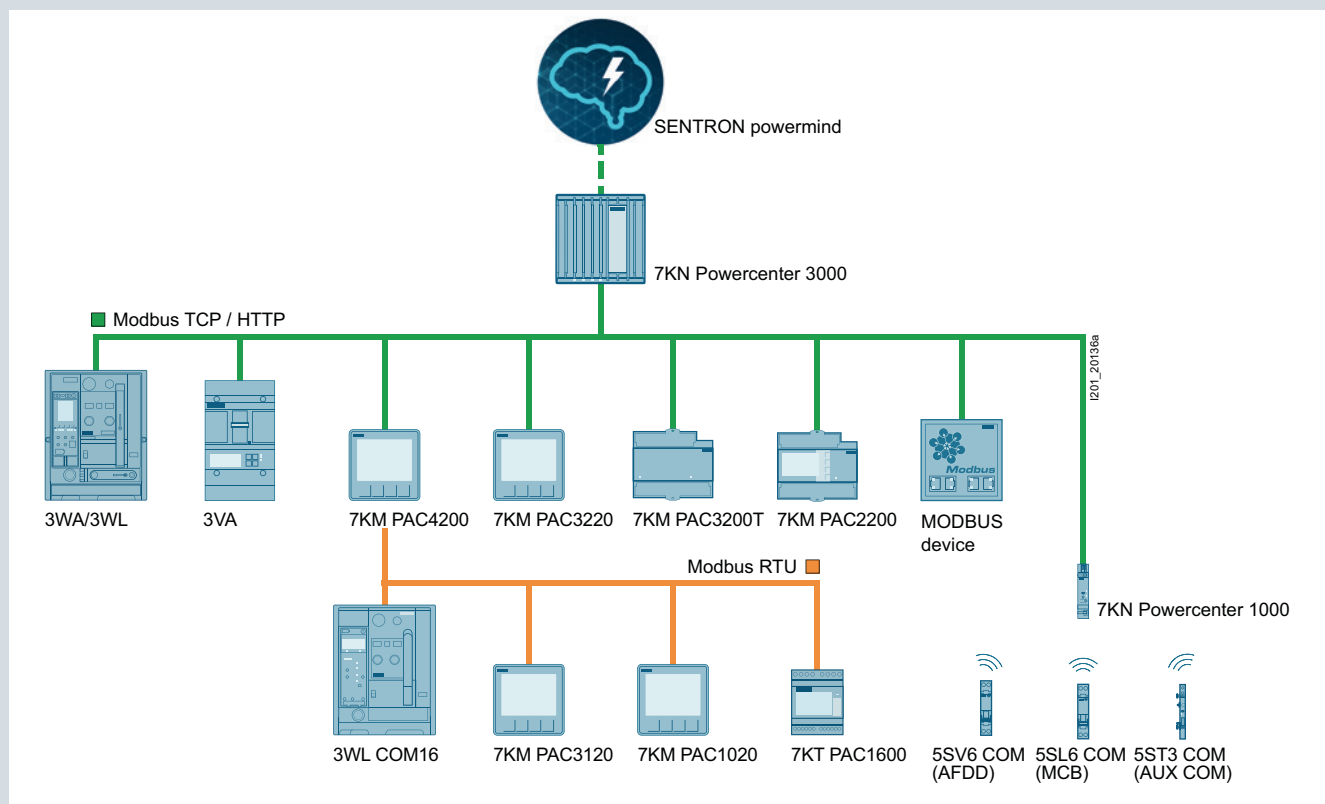 SENTRON powermind
7KN Powercenter 3000
Modbus TCP / HTTP
I201_20136a
Modbus
3WA/3WL
3VA
7KM PAC4200
7KM PAC3220
7KM PAC3200T
7KM PAC2200
MODBUS
device
Modbus RTU
7KN Powercenter 1000
3WL COM16
7KM PAC3120
7KM PAC1020
7KT PAC1600
5SV6 COM
(AFDD)
5SL6 COM
(MCB)
5ST3 COM
(AUX COM)